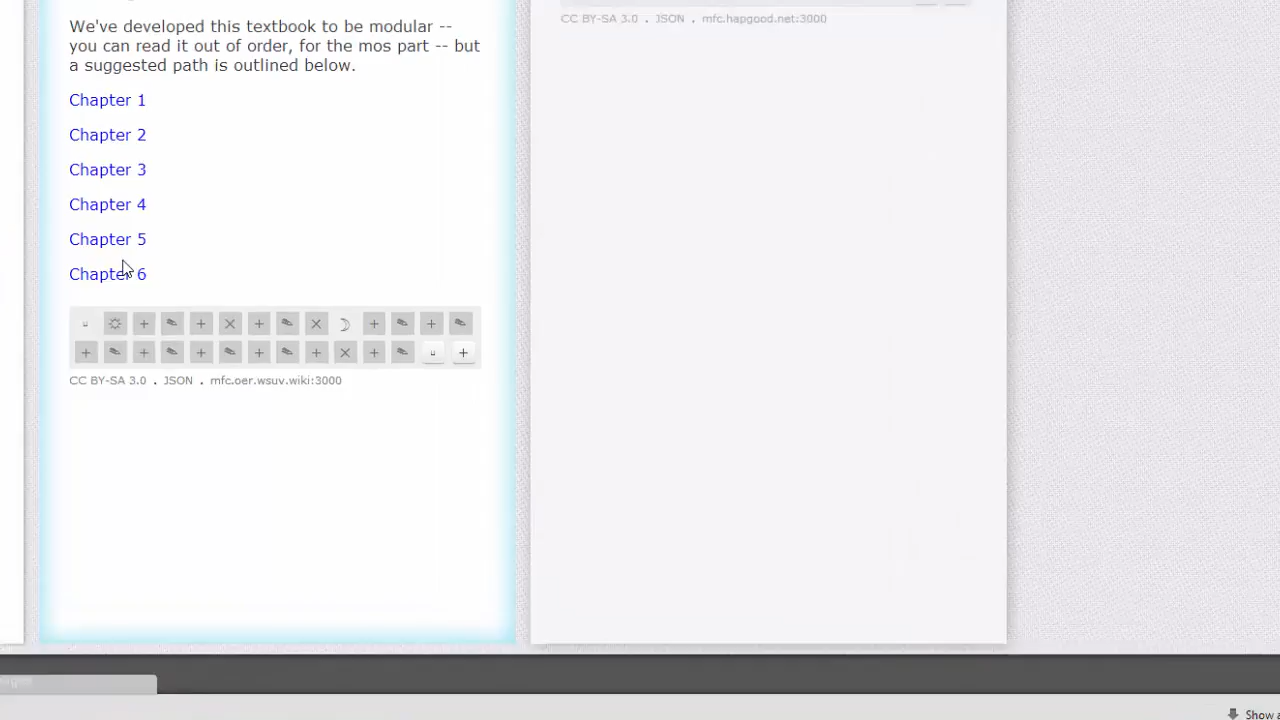 We've developed this textbook to be modular --
you can read it out of order, for the mos part -- but
a suggested path is outlined below.
Chapter 1
Chapter 2
Chapter 3
Chapter 4
Chapter 5
Chapter 6
CC BY-SA 3.0 . JSON . mfc.oer.wsuv.wiki:3000
CC BY-SA 3.0 . JSON . mfc.hapgood.net:3000
Show a